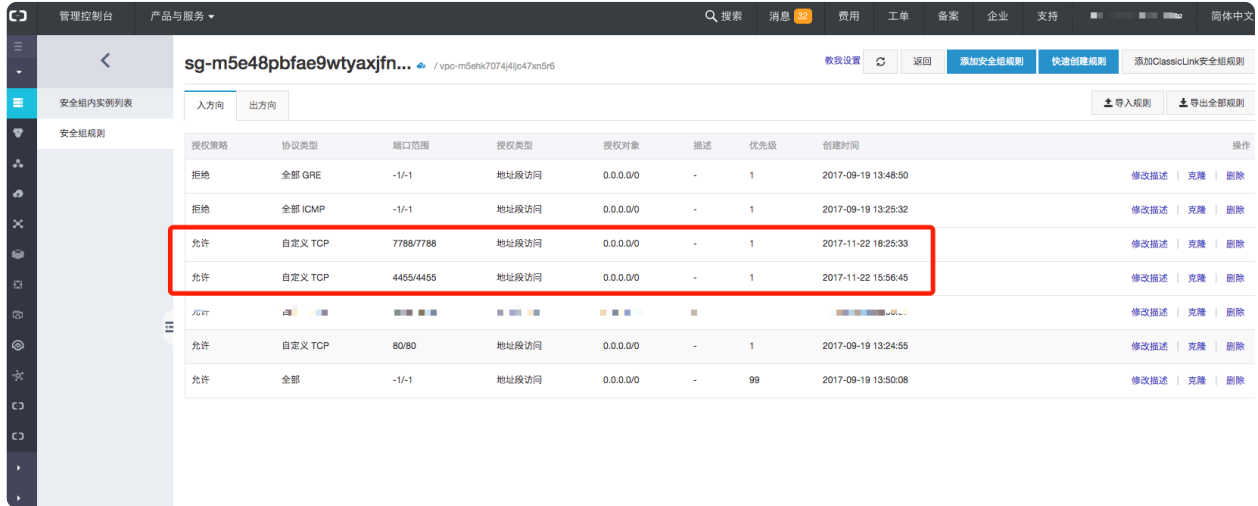 管理控制台 产品与服务 搜索 消息 32 费用 工单 备案 企业 支持 简体中文
sg-m5e48pbfae9wtyaxjfn... / vpc-m5ehk7074j4ljc47xn5r6 教我设置 返回 添加安全组规则 快速创建规则 添加ClassicLink安全组规则
安全组内实例列表 入方向 出方向 导入规则 导出全部规则
安全组规则
授权策略 协议类型 端口范围 授权类型 授权对象 描述 优先级 创建时间 操作
拒绝 全部 GRE -1/-1 地址段访问 0.0.0.0/0 - 1 2017-09-19 13:48:50 修改描述 | 克隆 | 删除
拒绝 全部 ICMP -1/-1 地址段访问 0.0.0.0/0 - 1 2017-09-19 13:25:32 修改描述 | 克隆 | 删除
允许 自定义 TCP 7788/7788 地址段访问 0.0.0.0/0 - 1 2017-11-22 18:25:33 修改描述 | 克隆 | 删除
允许 自定义 TCP 4455/4455 地址段访问 0.0.0.0/0 - 1 2017-11-22 15:56:45 修改描述 | 克隆 | 删除
允许 修改描述 | 克隆 | 删除
允许 自定义 TCP 80/80 地址段访问 0.0.0.0/0 - 1 2017-09-19 13:24:55 修改描述 | 克隆 | 删除
允许 全部 -1/-1 地址段访问 0.0.0.0/0 - 99 2017-09-19 13:50:08 修改描述 | 克隆 | 删除